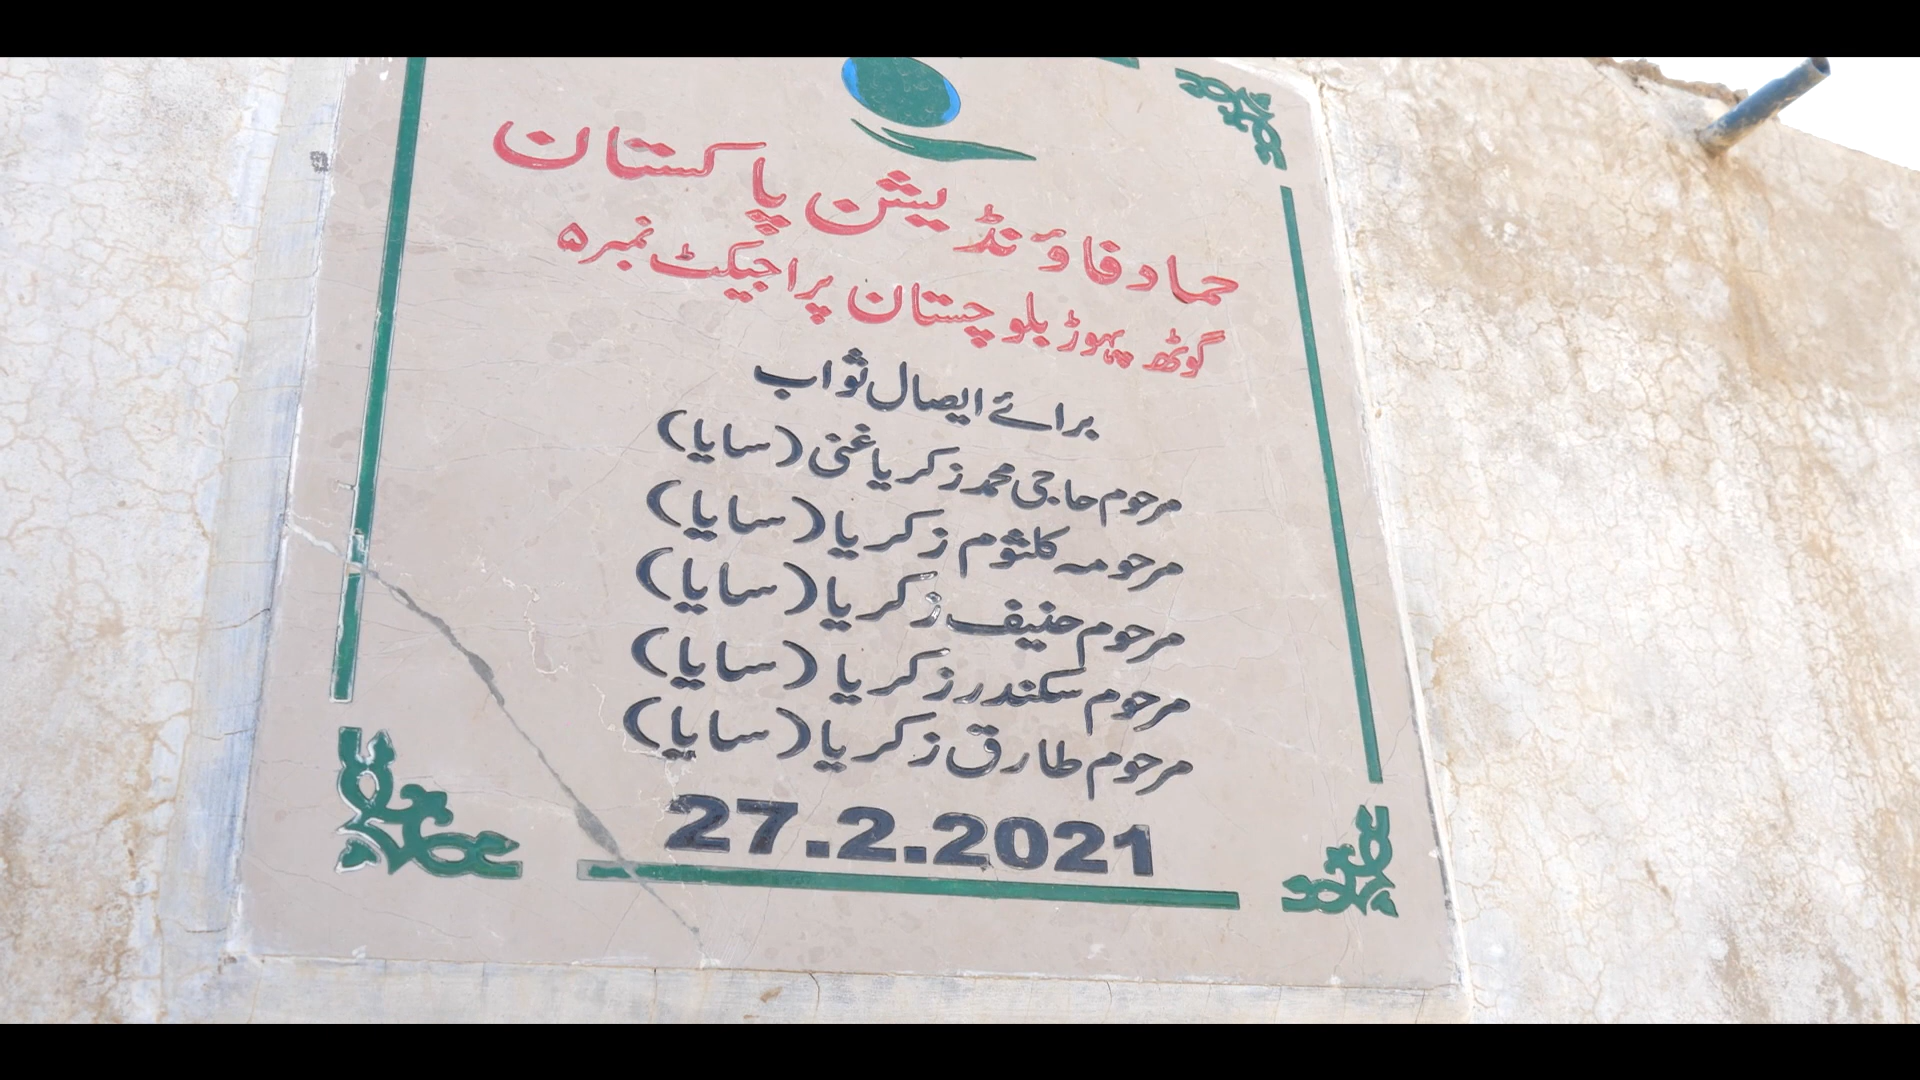 حماد فاؤنڈیشن پاکستان
گوٹھ پہوڑ بلوچستان پراجیکٹ نمبر ۵
برائے ایصال ثواب
مرحوم حاجی محمد زکریا غنی (سایا)
مرحومہ کلثوم زکریا (سایا)
مرحوم حنیف زکریا (سایا)
مرحوم سکندر زکریا (سایا)
مرحوم طارق زکریا (سایا)
27.2.2021